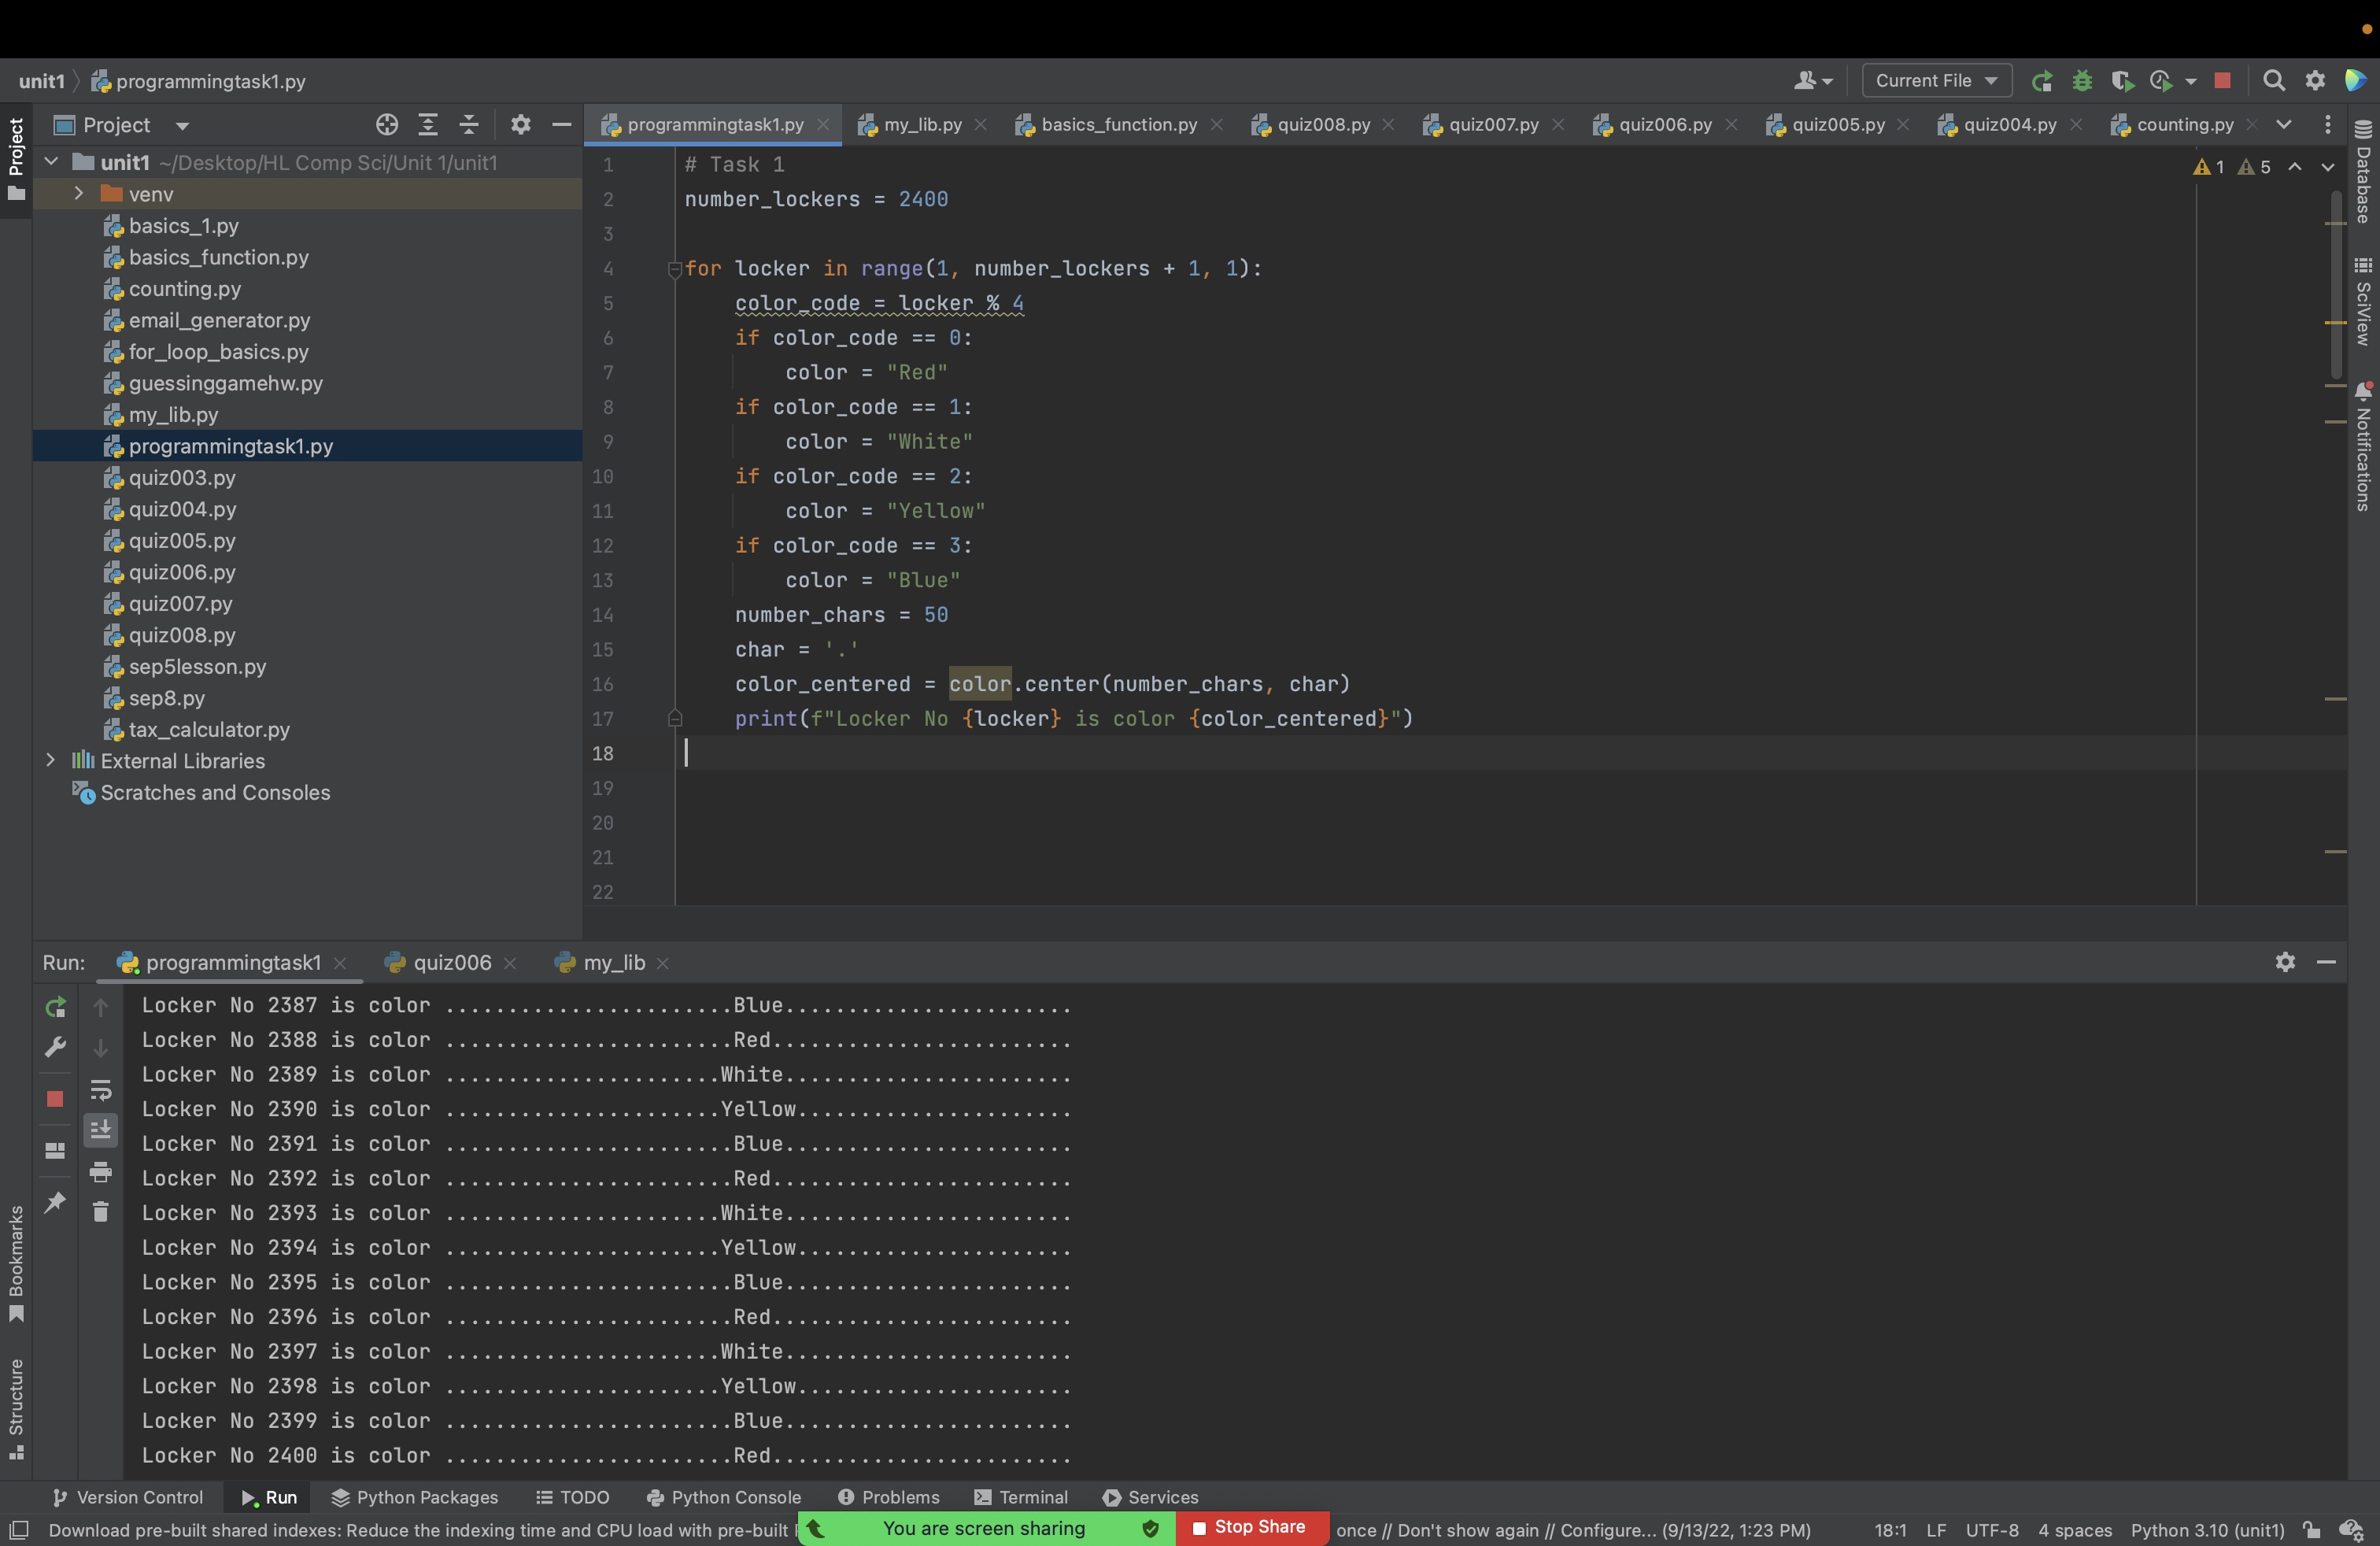 unit1 programmingtask1.py Current File
Project
Project programmingtask1.py my_lib.py basics_function.py quiz008.py quiz007.py quiz006.py quiz005.py quiz004.py counting.py
Database
SciView
Notifications
unit1 ~/Desktop/HL Comp Sci/Unit 1/unit1
venv
basics_1.py
basics_function.py
counting.py
email_generator.py
for_loop_basics.py
guessinggamehw.py
my_lib.py
programmingtask1.py
quiz003.py
quiz004.py
quiz005.py
quiz006.py
quiz007.py
quiz008.py
sep5lesson.py
sep8.py
tax_calculator.py
External Libraries
Scratches and Consoles
1 5
1 # Task 1
2 number_lockers = 2400
3
4 for locker in range(1, number_lockers + 1, 1):
5 color_code = locker % 4
6 if color_code == 0:
7 color = "Red"
8 if color_code == 1:
9 color = "White"
10 if color_code == 2:
11 color = "Yellow"
12 if color_code == 3:
13 color = "Blue"
14 number_chars = 50
15 char = '.'
16 color_centered = color.center(number_chars, char)
17 print(f"Locker No {locker} is color {color_centered}")
18
19
20
21
22
Run: programmingtask1 quiz006 my_lib
Locker No 2387 is color .......................Blue.......................
Locker No 2388 is color .......................Red........................
Locker No 2389 is color ......................White.......................
Locker No 2390 is color ......................Yellow......................
Locker No 2391 is color .......................Blue.......................
Locker No 2392 is color .......................Red........................
Locker No 2393 is color ......................White.......................
Locker No 2394 is color ......................Yellow......................
Locker No 2395 is color .......................Blue.......................
Locker No 2396 is color .......................Red........................
Locker No 2397 is color ......................White.......................
Locker No 2398 is color ......................Yellow......................
Locker No 2399 is color .......................Blue.......................
Locker No 2400 is color .......................Red........................
Bookmarks
Structure
Version Control Run Python Packages TODO Python Console Problems Terminal Services
Download pre-built shared indexes: Reduce the indexing time and CPU load with pre-built You are screen sharing Stop Share once // Don't show again // Configure... (9/13/22, 1:23 PM) 18:1 LF UTF-8 4 spaces Python 3.10 (unit1)